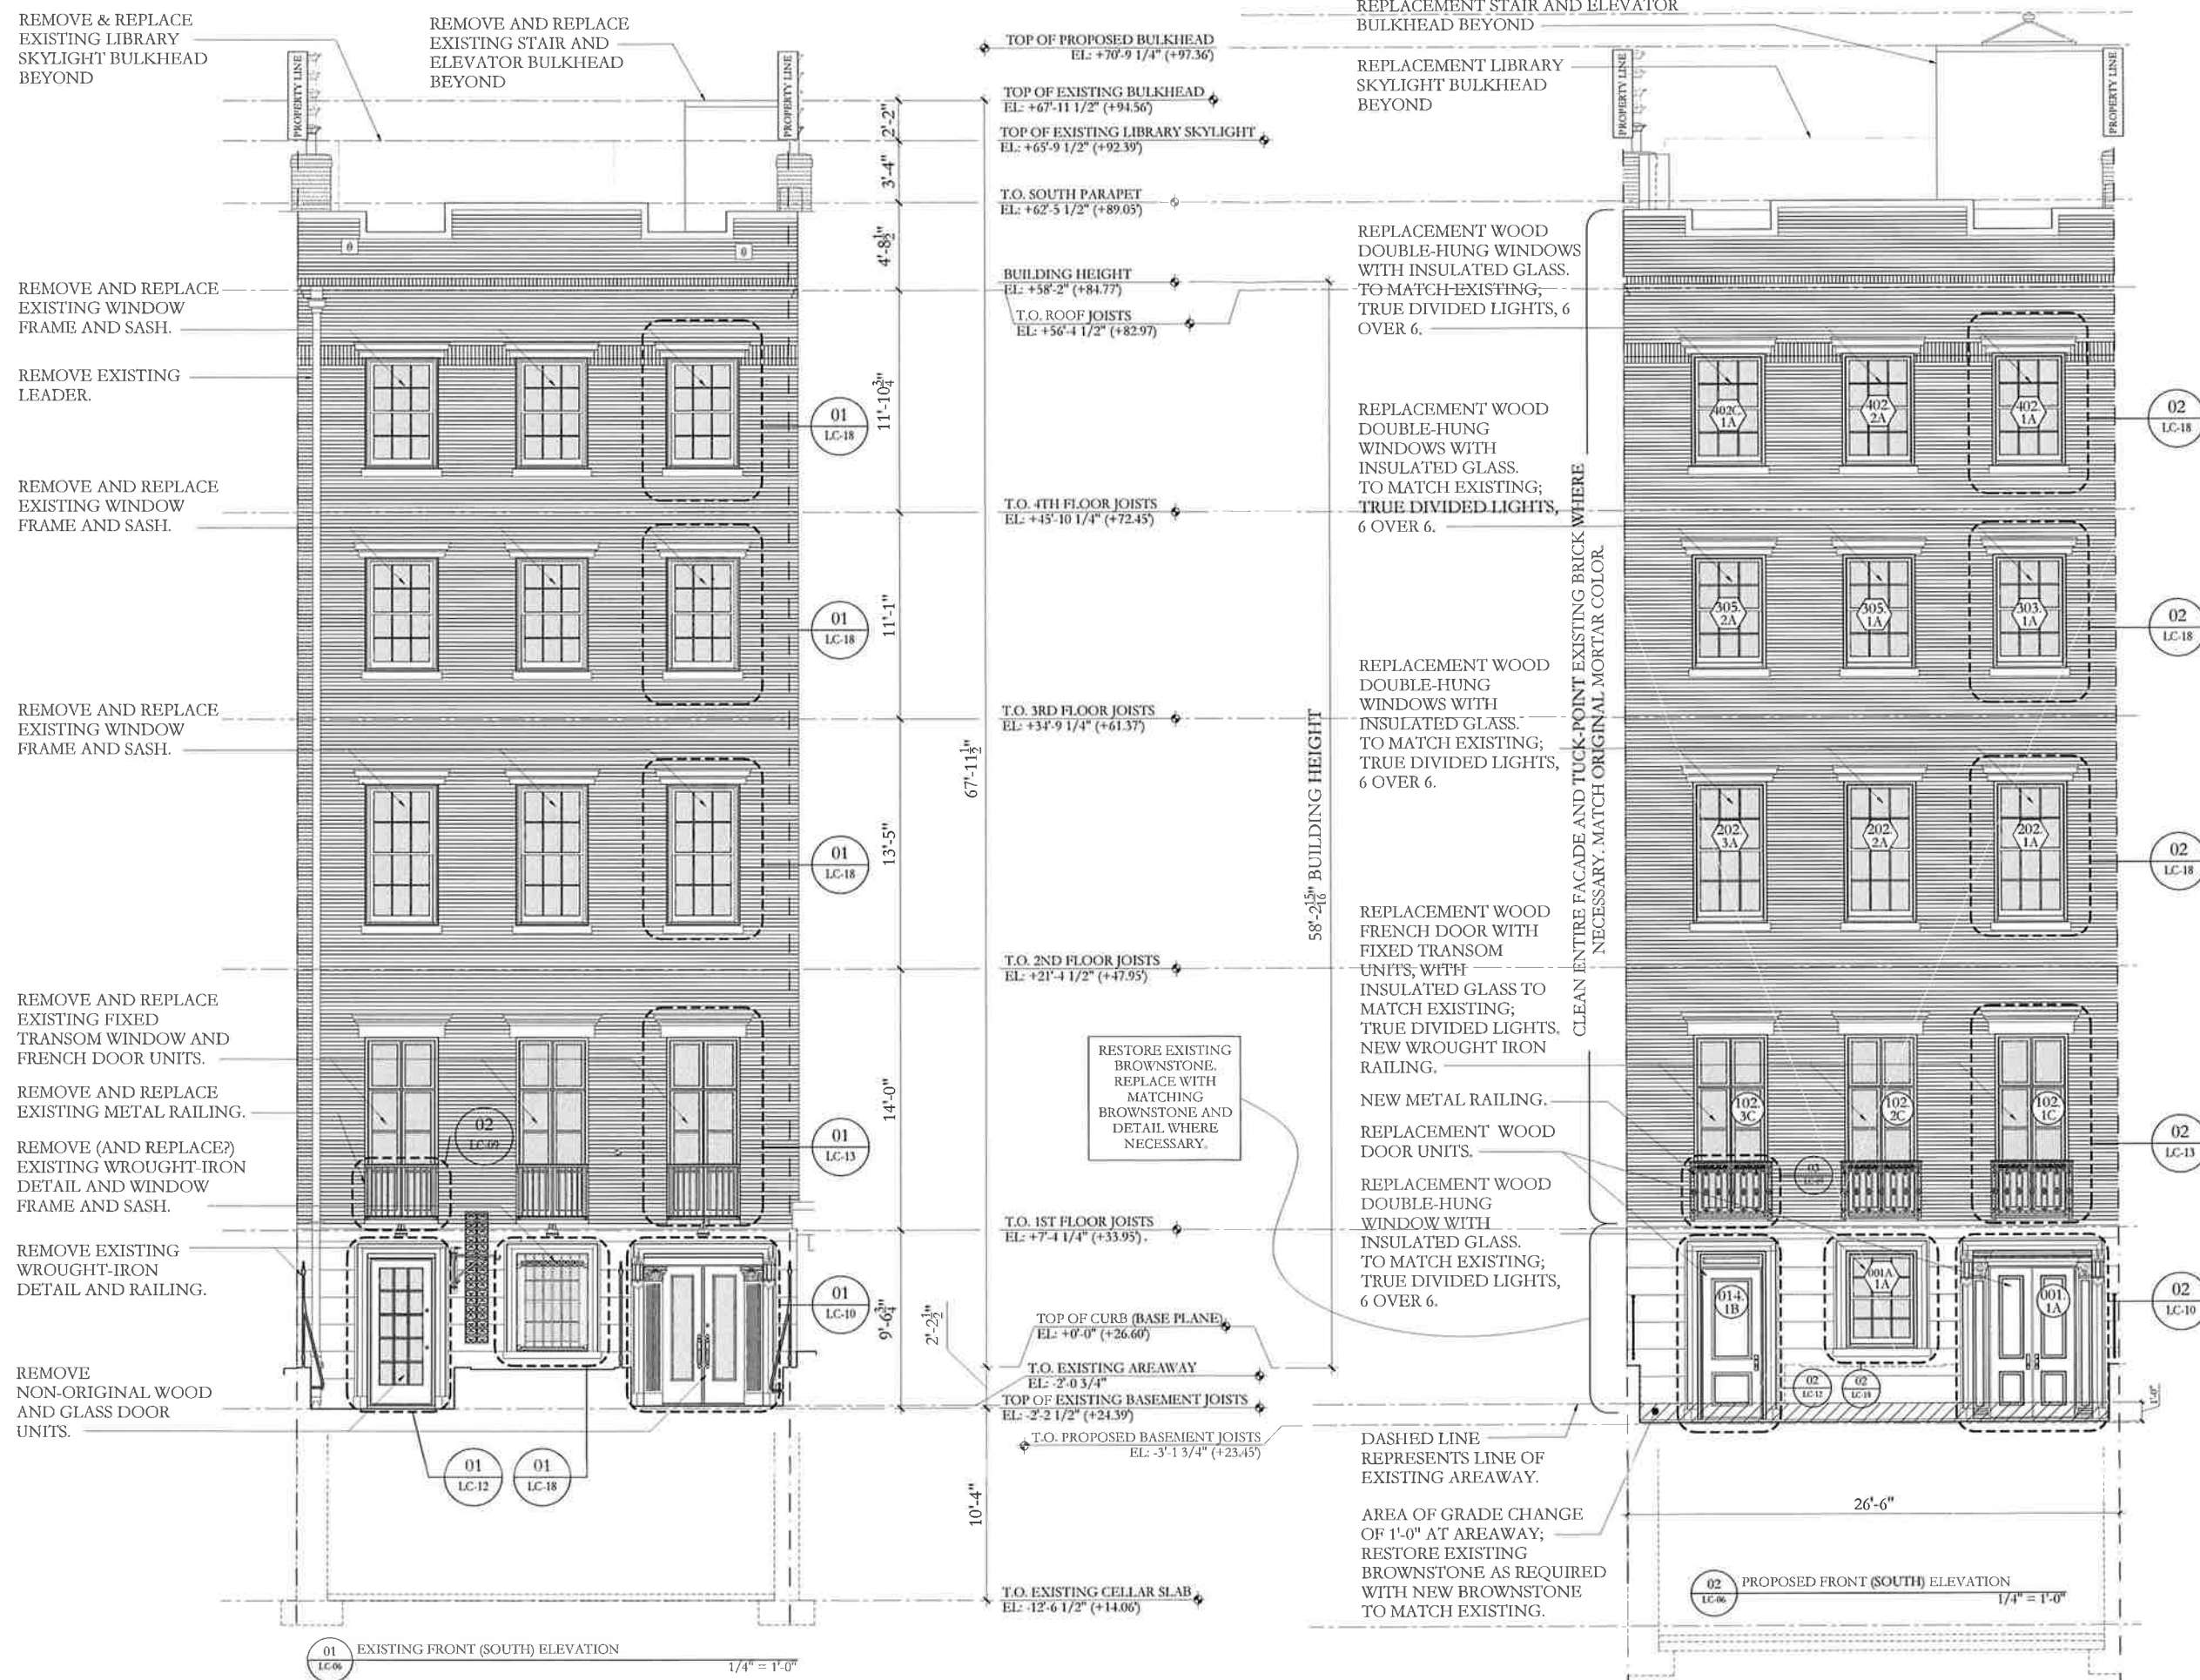 REMOVE & REPLACE
EXISTING LIBRARY
SKYLIGHT BULKHEAD
BEYOND
REMOVE AND REPLACE
EXISTING STAIR AND
ELEVATOR BULKHEAD
BEYOND
PROPERTY LINE
PROPERTY LINE
REMOVE AND REPLACE
EXISTING WINDOW
FRAME AND SASH.
REMOVE EXISTING
LEADER.
REMOVE AND REPLACE
EXISTING WINDOW
FRAME AND SASH.
REMOVE AND REPLACE
EXISTING WINDOW
FRAME AND SASH.
REMOVE AND REPLACE
EXISTING FIXED
TRANSOM WINDOW AND
FRENCH DOOR UNITS.
REMOVE AND REPLACE
EXISTING METAL RAILING.
REMOVE (AND REPLACE?)
EXISTING WROUGHT-IRON
DETAIL AND WINDOW
FRAME AND SASH.
REMOVE EXISTING
WROUGHT-IRON
DETAIL AND RAILING.
REMOVE
NON-ORIGINAL WOOD
AND GLASS DOOR
UNITS.
01
LC-18
01
LC-18
01
LC-18
02
LC-09
01
LC-13
01
LC-10
01
LC-12
01
LC-18
2'-2"
3'-4"
4'-8 1/2"
11'-10 3/4"
11'-1"
13'-5"
14'-0"
9'-6 3/4"
2'-2 1/2"
67'-11 1/2"
10'-4"
01
LC-06
EXISTING FRONT (SOUTH) ELEVATION
1/4" = 1'-0"
TOP OF PROPOSED BULKHEAD
EL: +70'-9 1/4" (+97.36')
TOP OF EXISTING BULKHEAD
EL: +67'-11 1/2" (+94.56')
TOP OF EXISTING LIBRARY SKYLIGHT
EL: +65'-9 1/2" (+92.39')
T.O. SOUTH PARAPET
EL: +62'-5 1/2" (+89.05')
BUILDING HEIGHT
EL: +58'-2" (+84.77')
T.O. ROOF JOISTS
EL: +56'-4 1/2" (+82.97)
T.O. 4TH FLOOR JOISTS
EL: +45'-10 1/4" (+72.45')
T.O. 3RD FLOOR JOISTS
EL: +34'-9 1/4" (+61.37')
T.O. 2ND FLOOR JOISTS
EL: +21'-4 1/2" (+47.95')
RESTORE EXISTING
BROWNSTONE.
REPLACE WITH
MATCHING
BROWNSTONE AND
DETAIL WHERE
NECESSARY.
T.O. 1ST FLOOR JOISTS
EL: +7'-4 1/4" (+33.95').
TOP OF CURB (BASE PLANE)
EL: +0'-0" (+26.60')
T.O. EXISTING AREAWAY
EL: -2'-0 3/4"
TOP OF EXISTING BASEMENT JOISTS
EL: -2'-2 1/2" (+24.39')
T.O. PROPOSED BASEMENT JOISTS
EL: -3'-1 3/4" (+23.45')
T.O. EXISTING CELLAR SLAB
EL: -12'-6 1/2" (+14.06')
58'-2 15/16" BUILDING HEIGHT
REPLACEMENT STAIR AND ELEVATOR
BULKHEAD BEYOND
REPLACEMENT LIBRARY
SKYLIGHT BULKHEAD
BEYOND
PROPERTY LINE
PROPERTY LINE
REPLACEMENT WOOD
DOUBLE-HUNG WINDOWS
WITH INSULATED GLASS.
TO MATCH EXISTING;
TRUE DIVIDED LIGHTS, 6
OVER 6.
REPLACEMENT WOOD
DOUBLE-HUNG
WINDOWS WITH
INSULATED GLASS.
TO MATCH EXISTING;
TRUE DIVIDED LIGHTS,
6 OVER 6.
REPLACEMENT WOOD
DOUBLE-HUNG
WINDOWS WITH
INSULATED GLASS.
TO MATCH EXISTING;
TRUE DIVIDED LIGHTS,
6 OVER 6.
REPLACEMENT WOOD
FRENCH DOOR WITH
FIXED TRANSOM
UNITS, WITH
INSULATED GLASS TO
MATCH EXISTING;
TRUE DIVIDED LIGHTS.
NEW WROUGHT IRON
RAILING.
NEW METAL RAILING.
REPLACEMENT WOOD
DOOR UNITS.
REPLACEMENT WOOD
DOUBLE-HUNG
WINDOW WITH
INSULATED GLASS.
TO MATCH EXISTING;
TRUE DIVIDED LIGHTS,
6 OVER 6.
DASHED LINE
REPRESENTS LINE OF
EXISTING AREAWAY.
AREA OF GRADE CHANGE
OF 1'-0" AT AREAWAY;
RESTORE EXISTING
BROWNSTONE AS REQUIRED
WITH NEW BROWNSTONE
TO MATCH EXISTING.
CLEAN ENTIRE FACADE AND TUCK-POINT EXISTING BRICK WHERE
NECESSARY. MATCH ORIGINAL MORTAR COLOR.
402C.
1A
402.
2A
402.
1A
305.
2A
305.
1A
303.
1A
202.
3A
202.
2A
202.
1A
102.
3C
102.
2C
102.
1C
03
014.
1B
001A.
1A
001.
1A
02
LC-12
02
LC-18
02
LC-18
02
LC-18
02
LC-18
02
LC-13
02
LC-10
1'-0"
26'-6"
02
LC-06
PROPOSED FRONT (SOUTH) ELEVATION
1/4" = 1'-0"